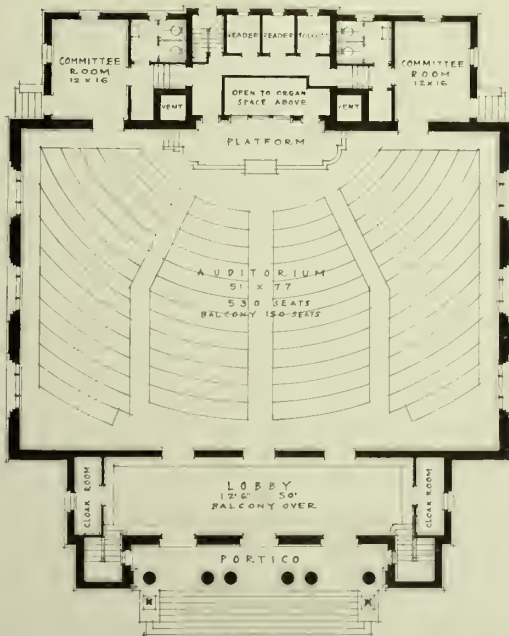 READER
READER
SOLOIST
COMMITTEE
ROOM
12 X 16
COMMITTEE
ROOM
12 X 16
OPEN TO ORGAN
SPACE ABOVE
VENT
VENT
PLATFORM
AUDITORIUM
51 X 77
530 SEATS
BALCONY 150 SEATS
CLOAK ROOM
LOBBY
12'6" 50'
BALCONY OVER
CLOAK ROOM
PORTICO